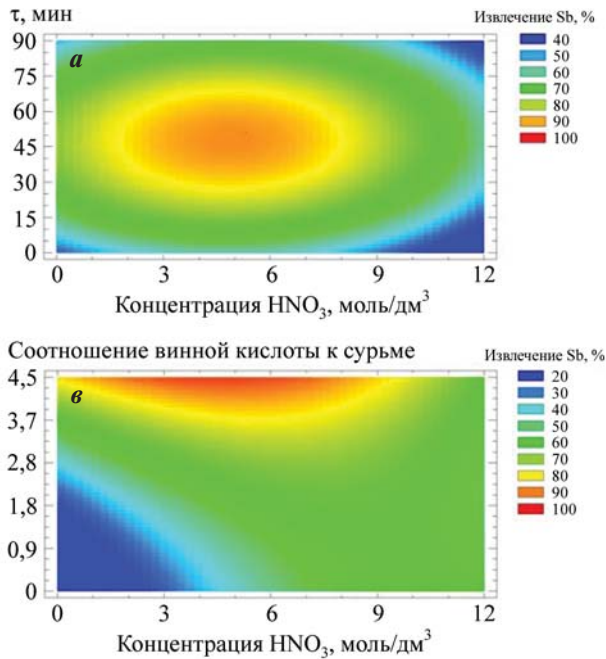 τ, мин
Извлечение Sb, %
90
75
60
45
30
15
0
а
40
50
60
70
80
90
100
0 3 6 9 12
Концентрация HNO₃, моль/дм³
Соотношение винной кислоты к сурьме
Извлечение Sb, %
4,5
3,7
2,8
1,8
0,9
0
в
20
30
40
50
60
70
80
90
100
0 3 6 9 12
Концентрация HNO₃, моль/дм³